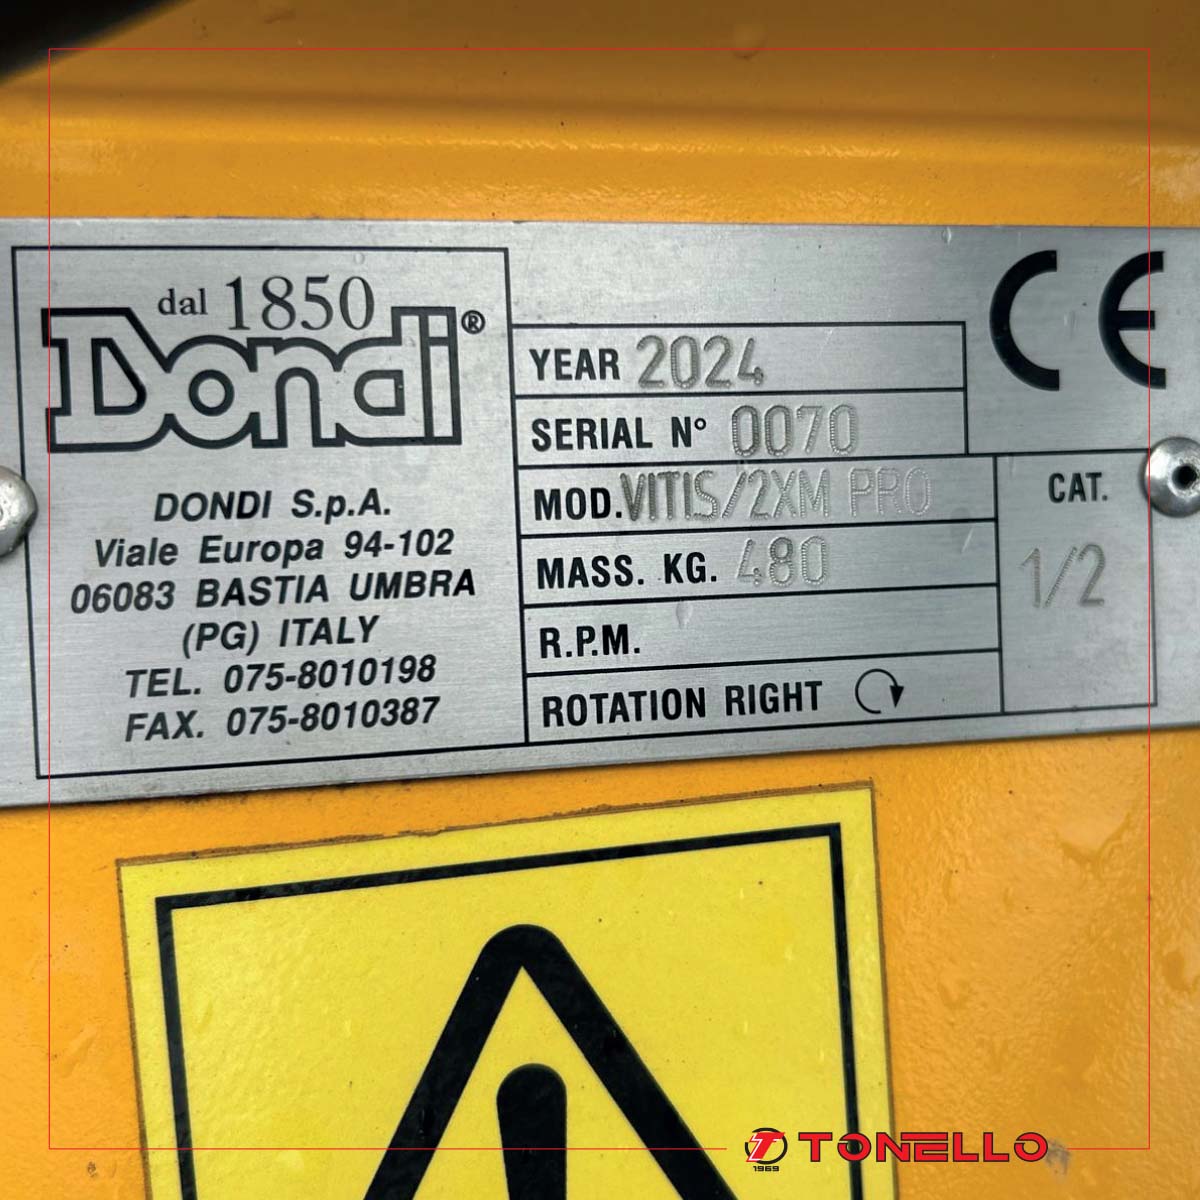 dal 1850
Dondi®
DONDI S.p.A.
Viale Europa 94-102
06083 BASTIA UMBRA
(PG) ITALY
TEL. 075-8010198
FAX. 075-8010387
YEAR 2024
SERIAL N° 0070
MOD. VITIS/2XM PRO
MASS. KG. 480
R.P.M.
ROTATION RIGHT
CE
CAT.
1/2
TONELLO
1969